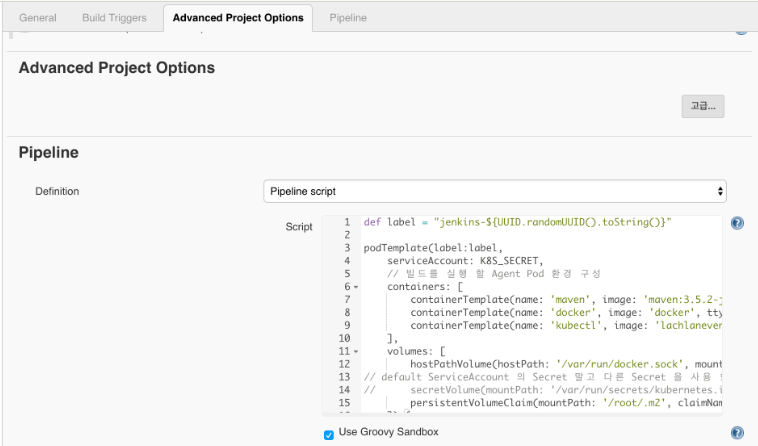 General Build Triggers Advanced Project Options Pipeline
Advanced Project Options
고급...
Pipeline
Definition Pipeline script
Script
1 def label = "jenkins-${UUID.randomUUID().toString()}"
2
3 podTemplate(label:label,
4 serviceAccount: K8S_SECRET,
5 // 빌드를 실행 할 Agent Pod 환경 구성
6 containers: [
7 containerTemplate(name: 'maven', image: 'maven:3.5.2-j
8 containerTemplate(name: 'docker', image: 'docker', tty
9 containerTemplate(name: 'kubectl', image: 'lachlanever
10 ],
11 volumes: [
12 hostPathVolume(hostPath: '/var/run/docker.sock', mount
13 // default ServiceAccount 의 Secret 말고 다른 Secret 을 사용
14 // secretVolume(mountPath: '/var/run/secrets/kubernetes.i
15 persistentVolumeClaim(mountPath: '/root/.m2', claimNam
Use Groovy Sandbox